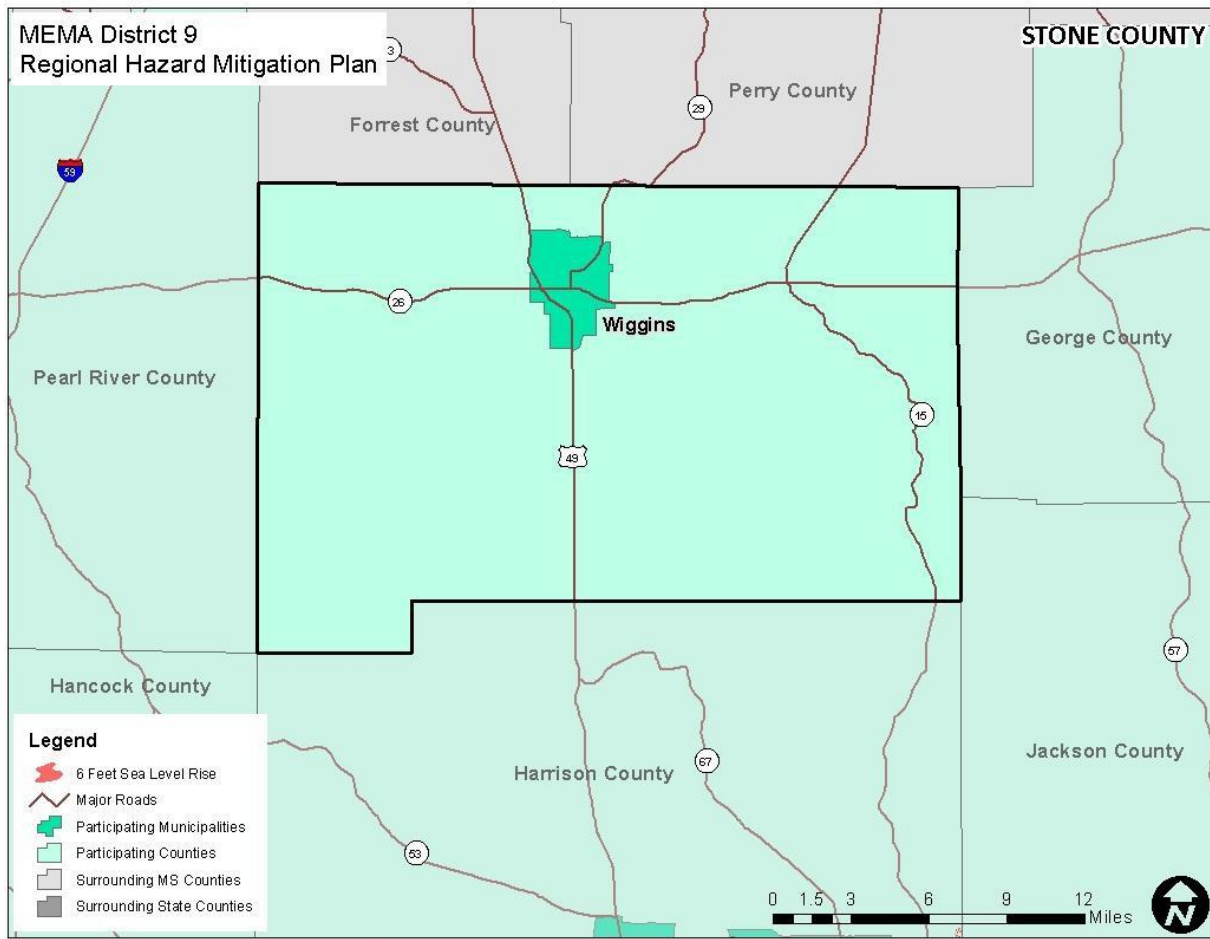 MEMA District 9
Regional Hazard Mitigation Plan
STONE COUNTY
3
29
Perry County
Forrest County
59
26
Wiggins
George County
Pearl River County
15
49
57
Hancock County
Legend
6 Feet Sea Level Rise
Major Roads
Participating Municipalities
Participating Counties
Surrounding MS Counties
Surrounding State Counties
Harrison County
67
Jackson County
53
0 1.5 3 6 9 12
Miles
N